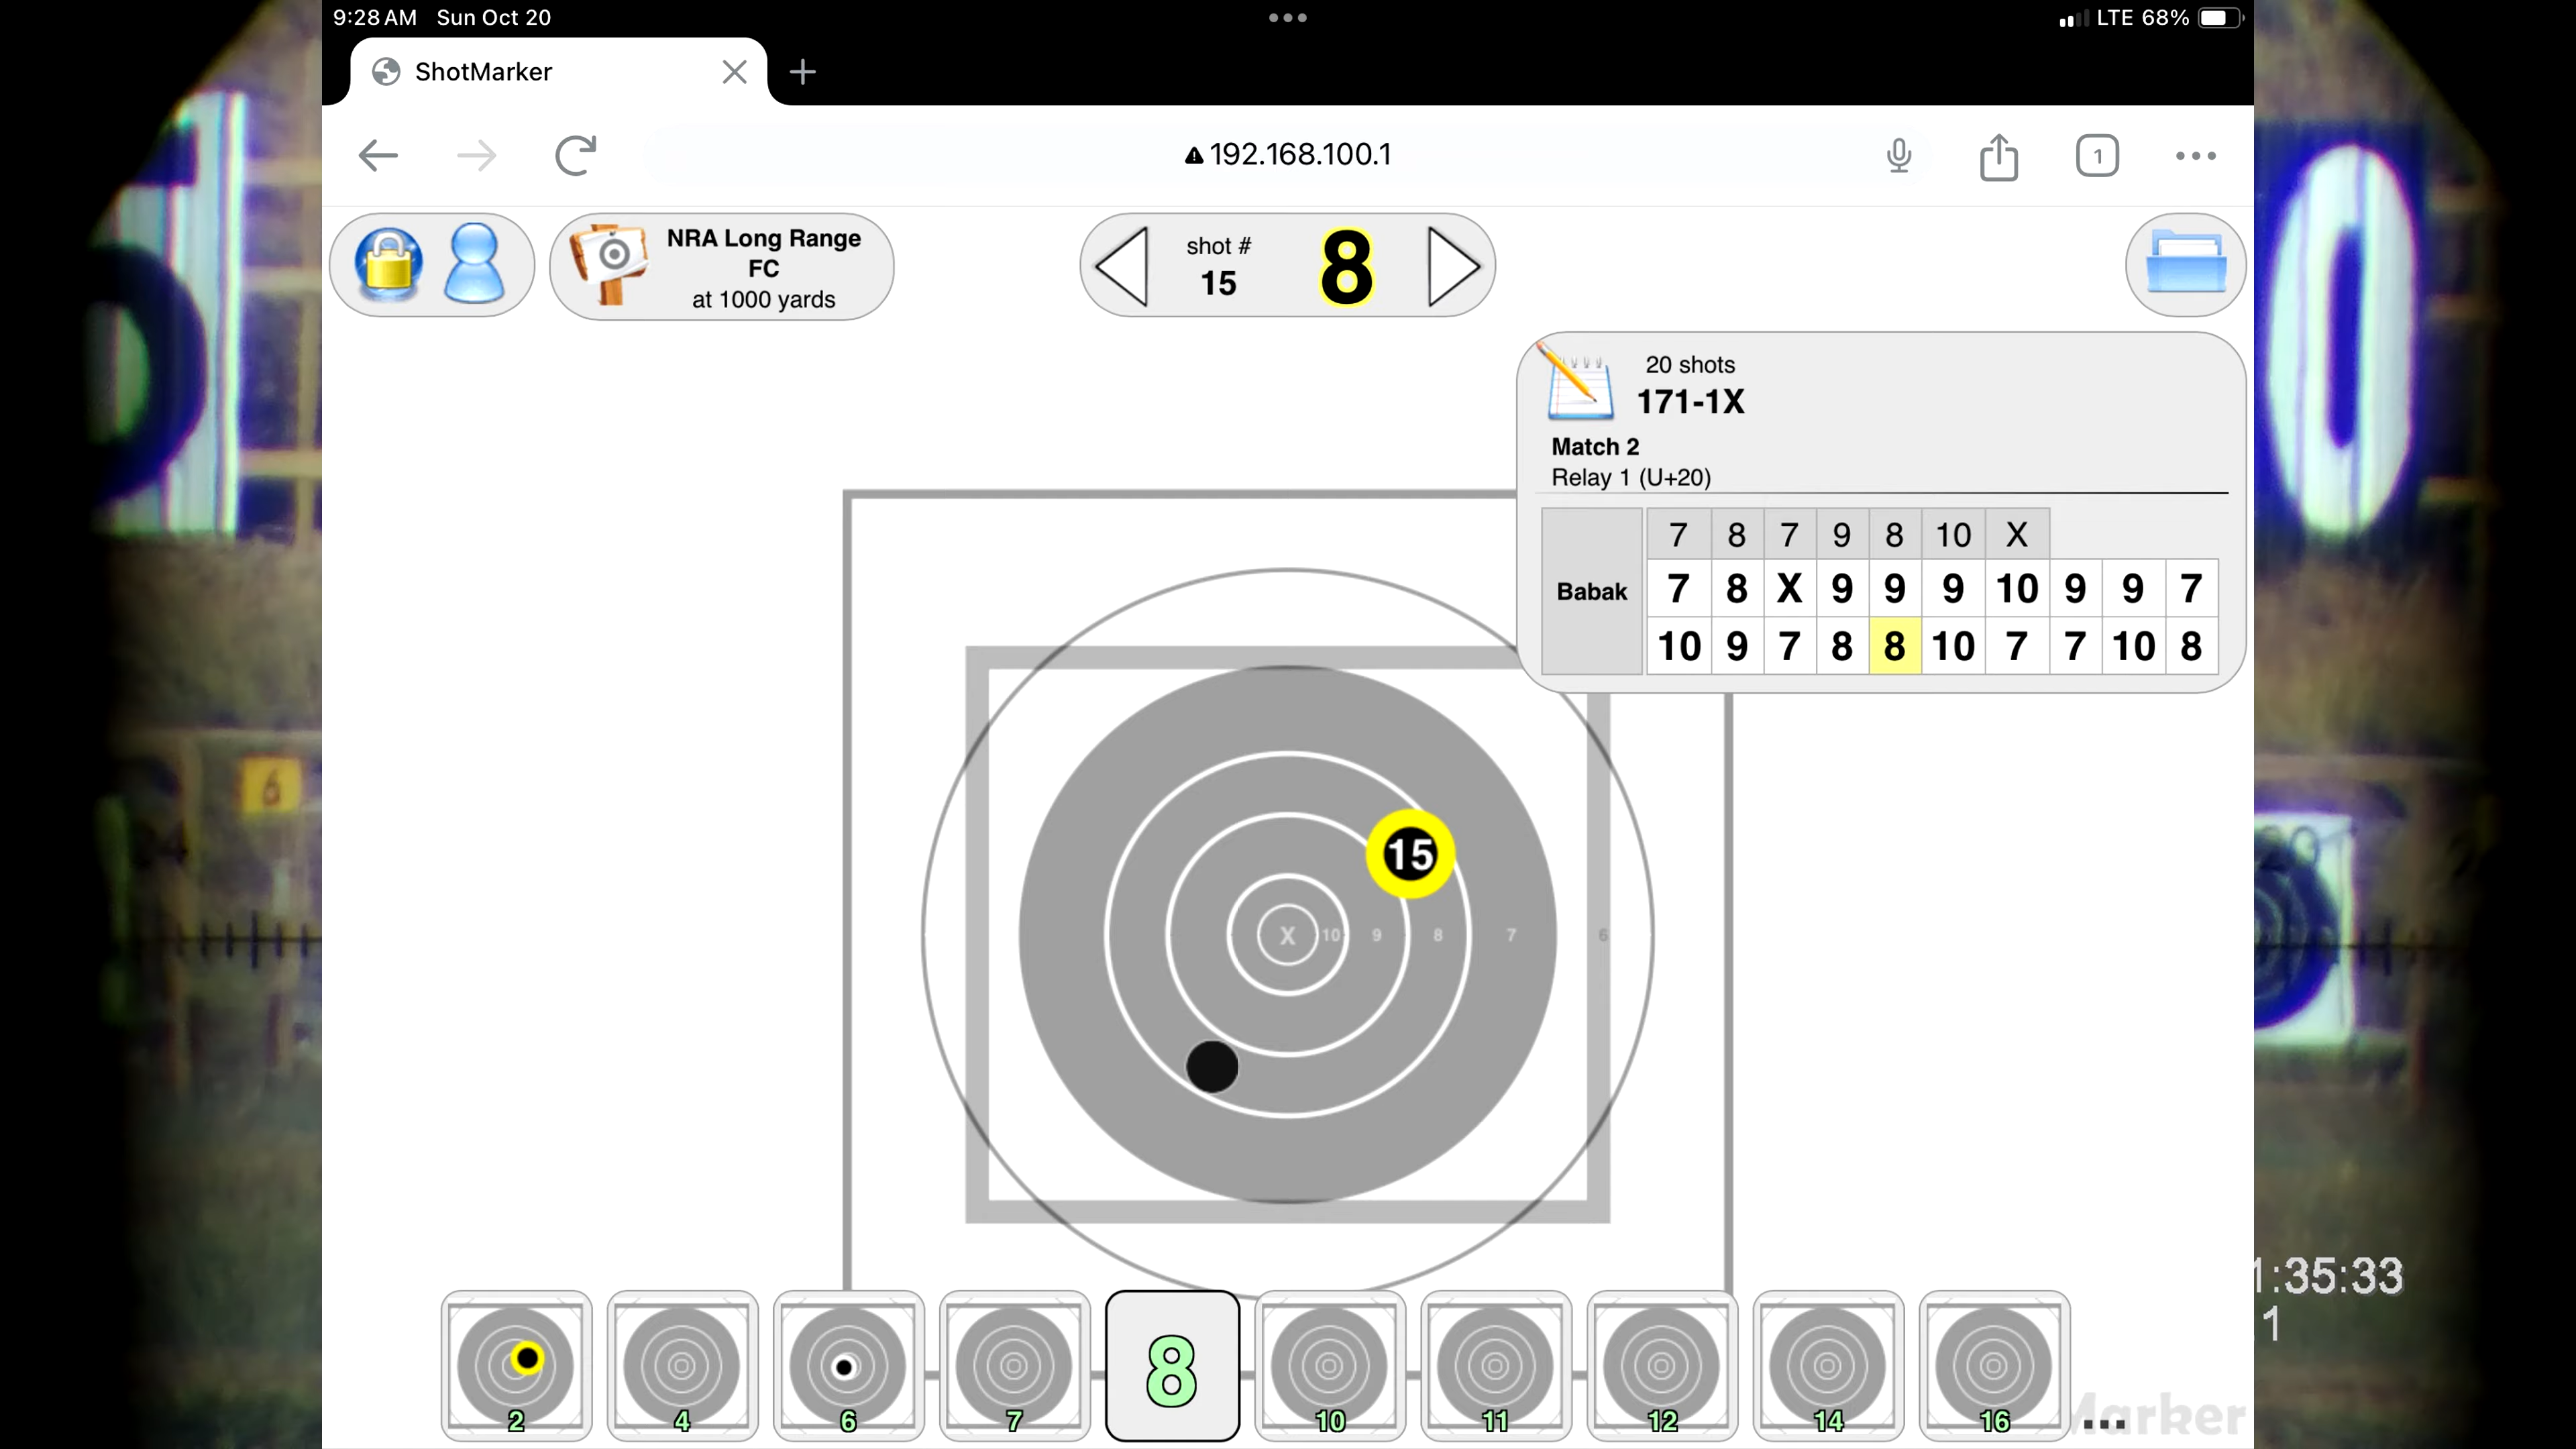 9:28 AM Sun Oct 20
LTE 68%
ShotMarker
192.168.100.1
1
NRA Long Range
FC
at 1000 yards
shot #
15
8
20 shots
171-1X
Match 2
Relay 1 (U+20)
7 8 7 9 8 10 X
Babak
7 8 X 9 9 9 10 9 9 7
10 9 7 8 8 10 7 7 10 8
15
X 10 9 8 7 6
6
0
1:35:33
1
8
2 4 6 7 10 11 12 14 16
...
Marker